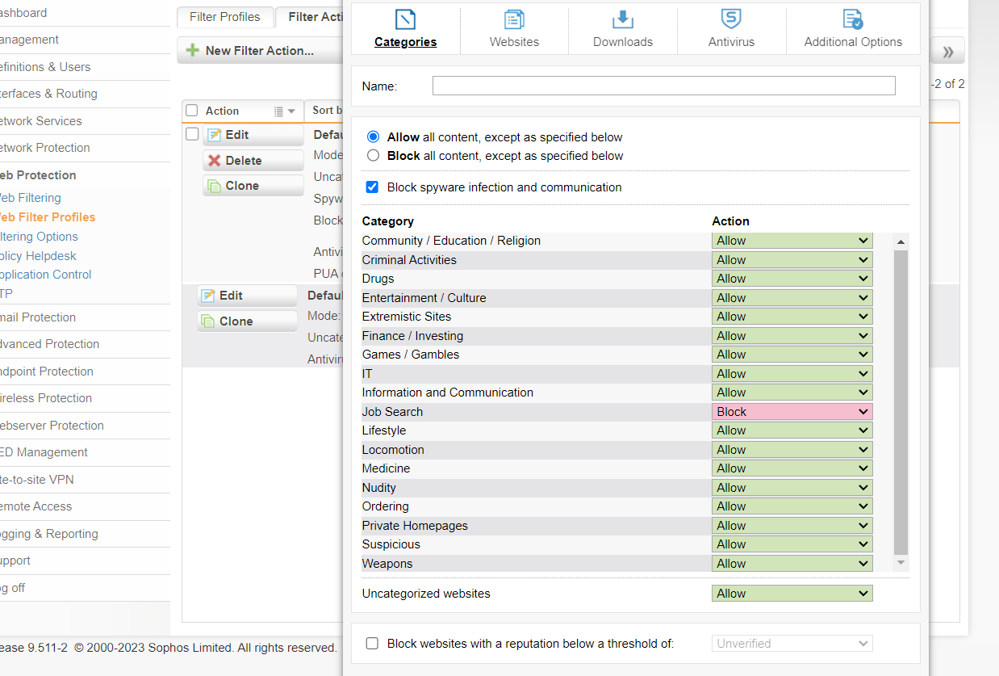 ashboard
anagement
efinitions & Users
terfaces & Routing
etwork Services
etwork Protection
eb Protection
eb Filtering
eb Filter Profiles
ltering Options
olicy Helpdesk
pplication Control
TP
mail Protection
dvanced Protection
ndpoint Protection
ireless Protection
ebserver Protection
ED Management
te-to-site VPN
emote Access
gging & Reporting
upport
g off
ease 9.511-2 © 2000-2023 Sophos Limited. All rights reserved.
Filter Profiles
Filter Acti
New Filter Action...
-2 of 2
Action
Sort b
Edit
Delete
Clone
Defau
Mode
Uncat
Spyw
Block
Antivi
PUA
Edit
Clone
Defaul
Mode:
Uncate
Antiviru
Categories
Websites
Downloads
Antivirus
Additional Options
Name:
Allow all content, except as specified below
Block all content, except as specified below
Block spyware infection and communication
Category Action
Community / Education / Religion Allow
Criminal Activities Allow
Drugs Allow
Entertainment / Culture Allow
Extremistic Sites Allow
Finance / Investing Allow
Games / Gambles Allow
IT Allow
Information and Communication Allow
Job Search Block
Lifestyle Allow
Locomotion Allow
Medicine Allow
Nudity Allow
Ordering Allow
Private Homepages Allow
Suspicious Allow
Weapons Allow
Uncategorized websites Allow
Block websites with a reputation below a threshold of: Unverified